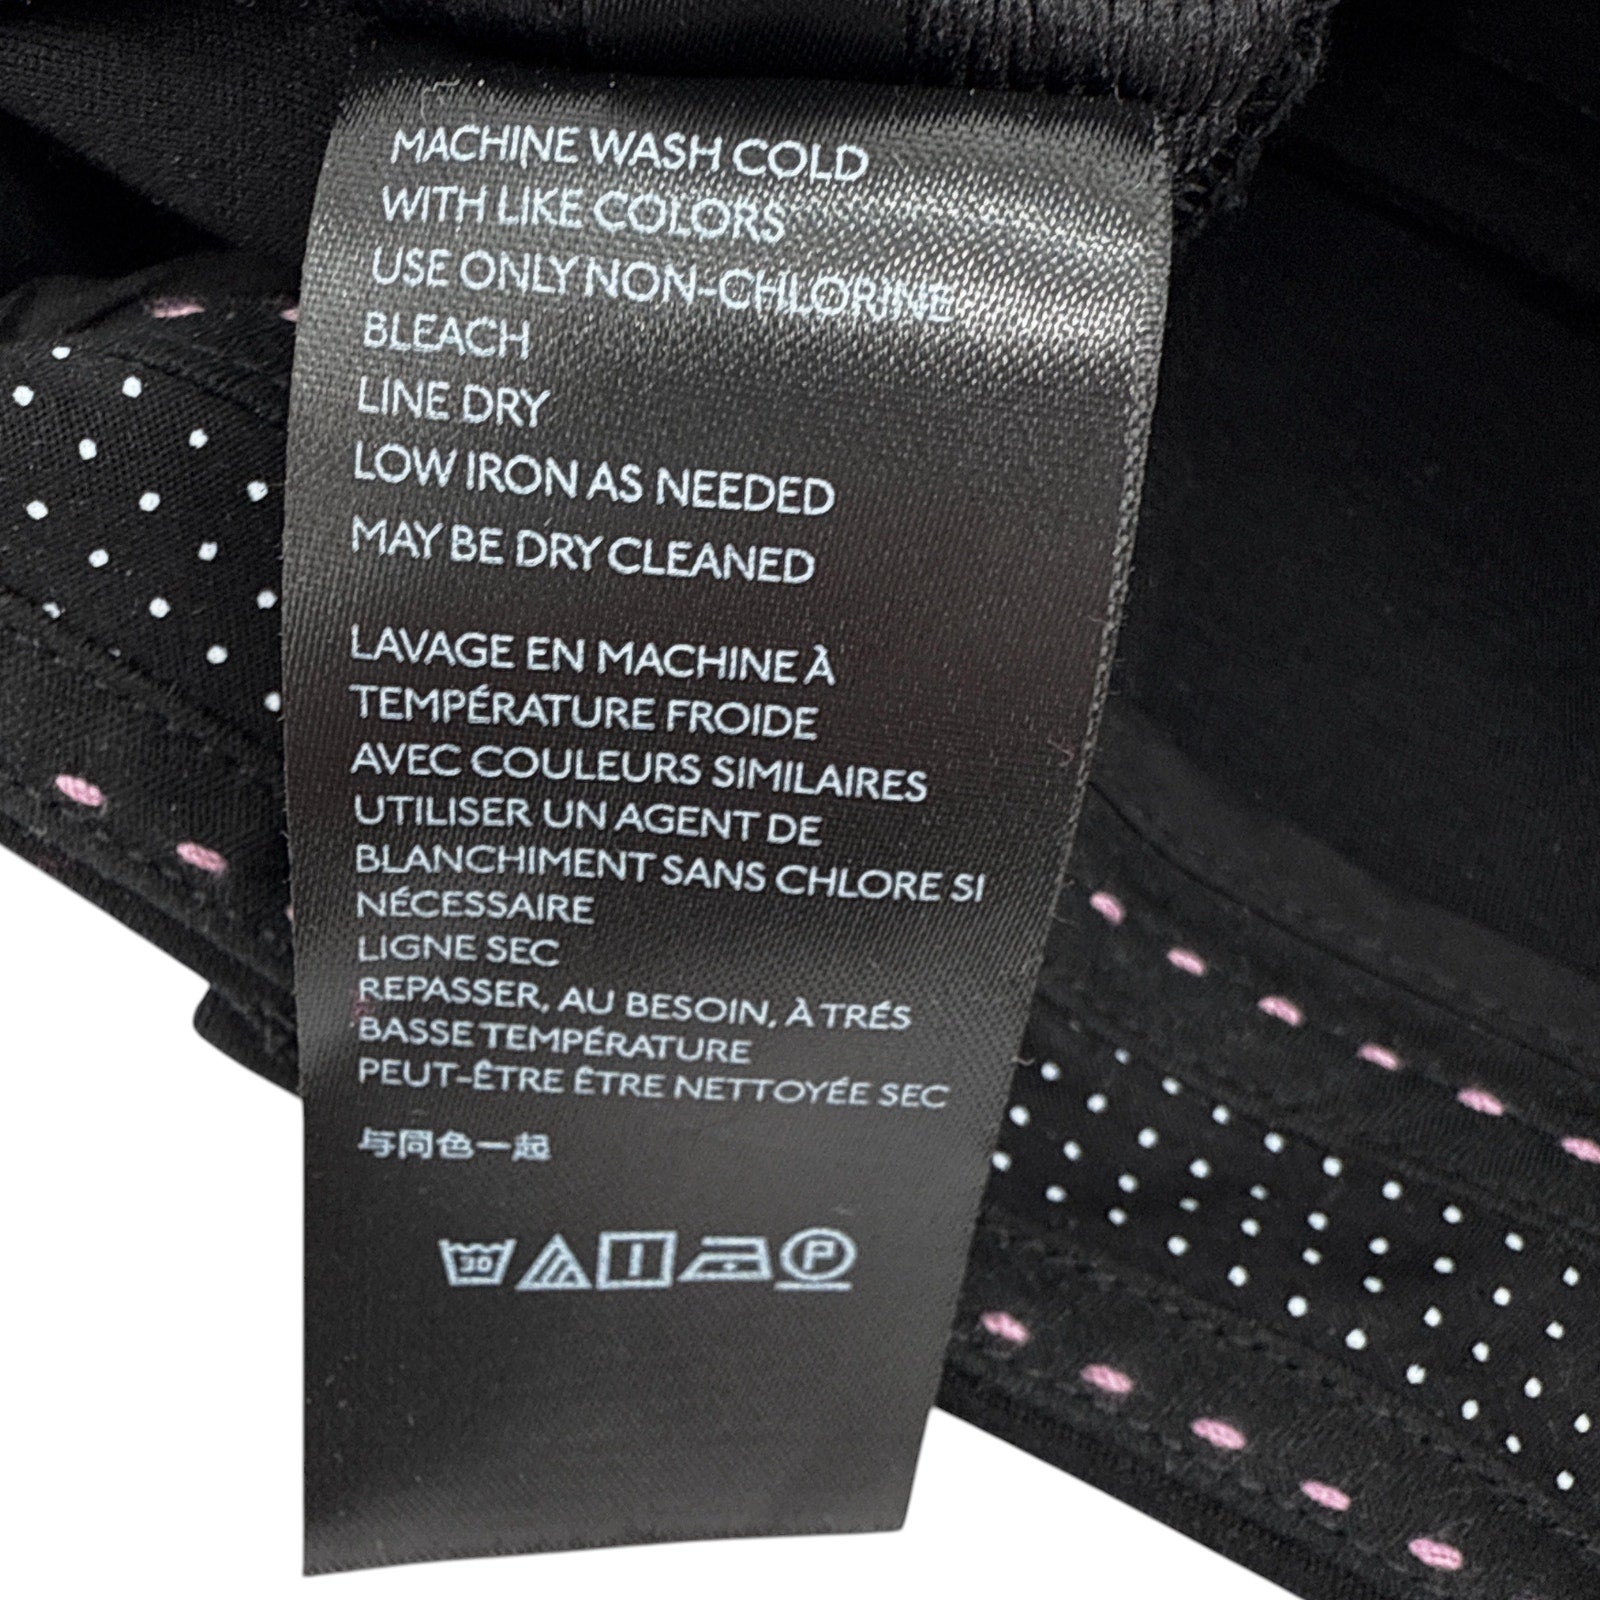 MACHINE WASH COLD
WITH LIKE COLORS
USE ONLY NON-CHLORINE
BLEACH
LINE DRY
LOW IRON AS NEEDED
MAY BE DRY CLEANED
LAVAGE EN MACHINE À
TEMPÉRATURE FROIDE
AVEC COULEURS SIMILAIRES
UTILISER UN AGENT DE
BLANCHIMENT SANS CHLORE SI
NÉCESSAIRE
LIGNE SEC
REPASSER, AU BESOIN, À TRÉS
BASSE TEMPÉRATURE
PEUT-ÊTRE ÊTRE NETTOYÉE SEC
与同色一起
30 P